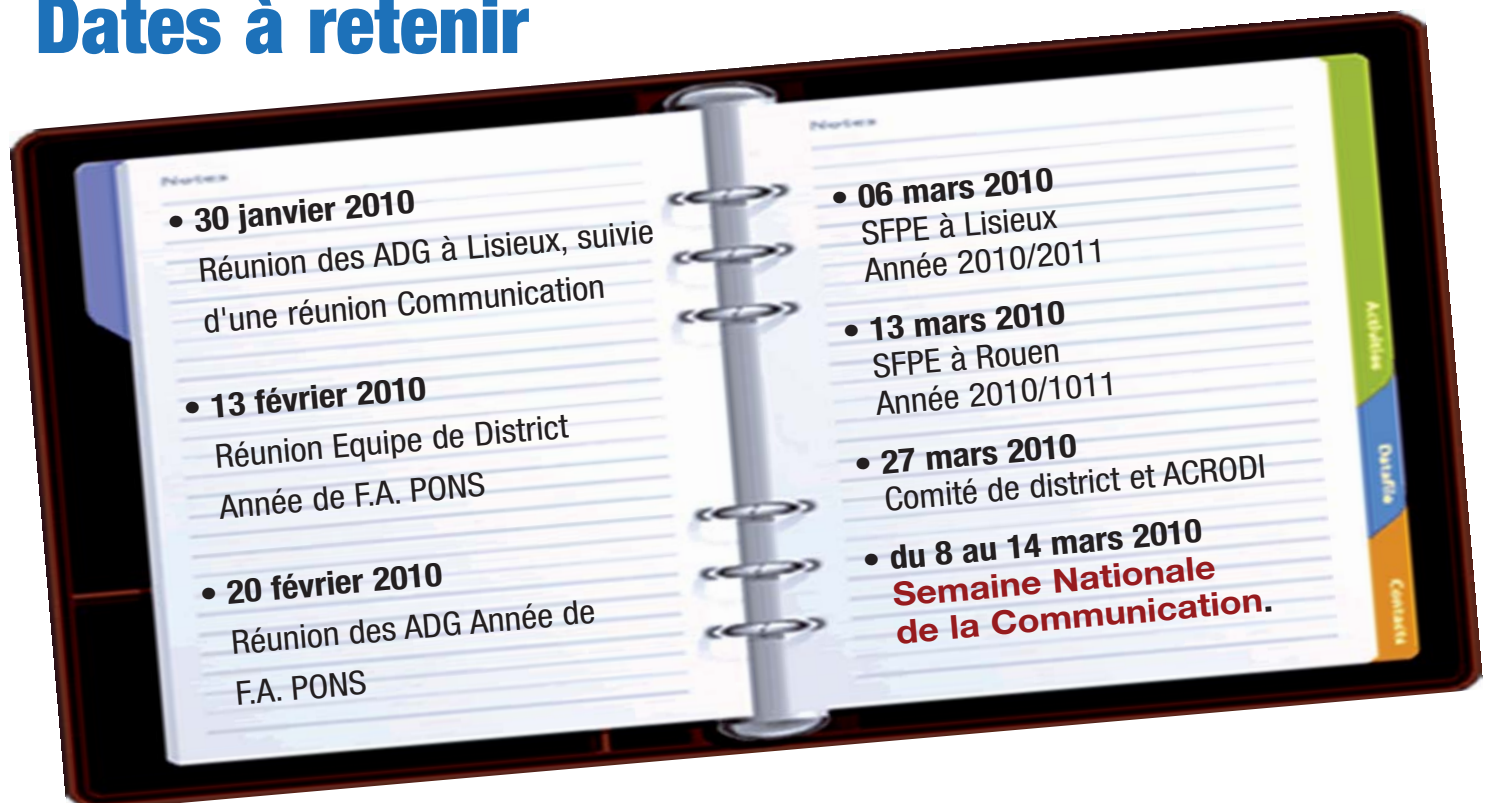 Dates à retenir
Notes
• 30 janvier 2010
Réunion des ADG à Lisieux, suivie
d'une réunion Communication
• 13 février 2010
Réunion Equipe de District
Année de F.A. PONS
• 20 février 2010
Réunion des ADG Année de
F.A. PONS
Notes
• 06 mars 2010
SFPE à Lisieux
Année 2010/2011
• 13 mars 2010
SFPE à Rouen
Année 2010/1011
• 27 mars 2010
Comité de district et ACRODI
• du 8 au 14 mars 2010
Semaine Nationale
de la Communication.
Activities
Datafile
Contacts